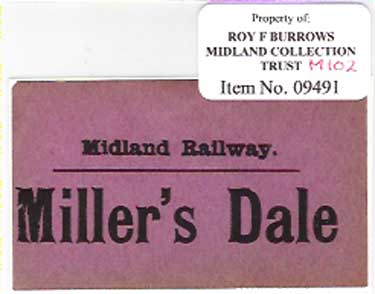 Property of:
ROY F BURROWS
MIDLAND COLLECTION
TRUST M102
Item No. 09491
Midland Railway.
Miller's Dale